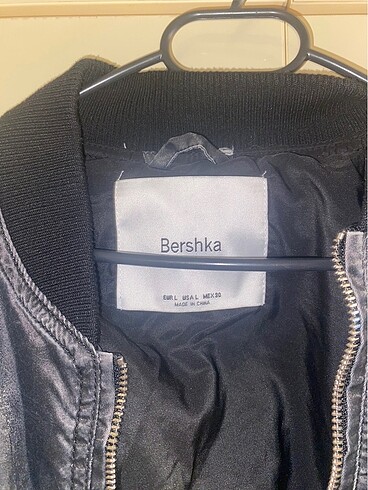 Bershka
EUR L USA L MEX 30
MADE IN CHINA